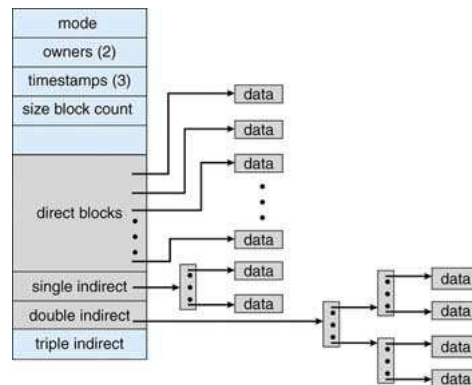 mode
owners (2)
timestamps (3)
size block count
direct blocks
single indirect
double indirect
triple indirect
data
data
data
data
data
data
data
data
data
data